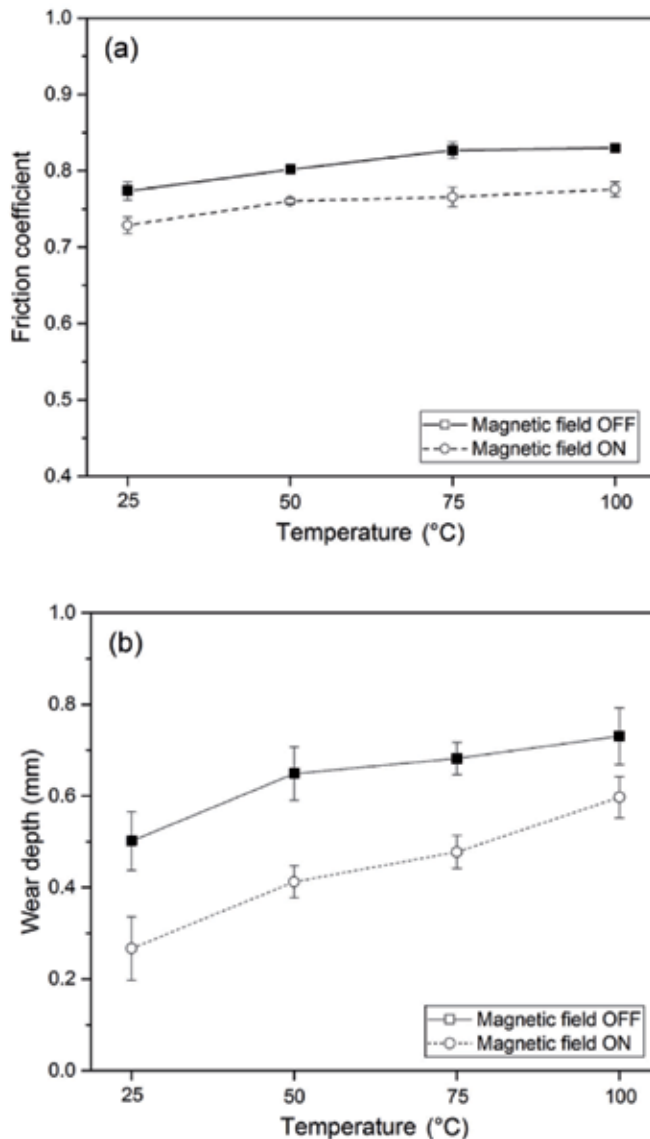 (a)
Friction coefficient
1.0
0.9
0.8
0.7
0.6
0.5
0.4
Magnetic field OFF
Magnetic field ON
25 50 75 100
Temperature (°C)
(b)
Wear depth (mm)
1.0
0.8
0.6
0.4
0.2
0.0
Magnetic field OFF
Magnetic field ON
25 50 75 100
Temperature (°C)